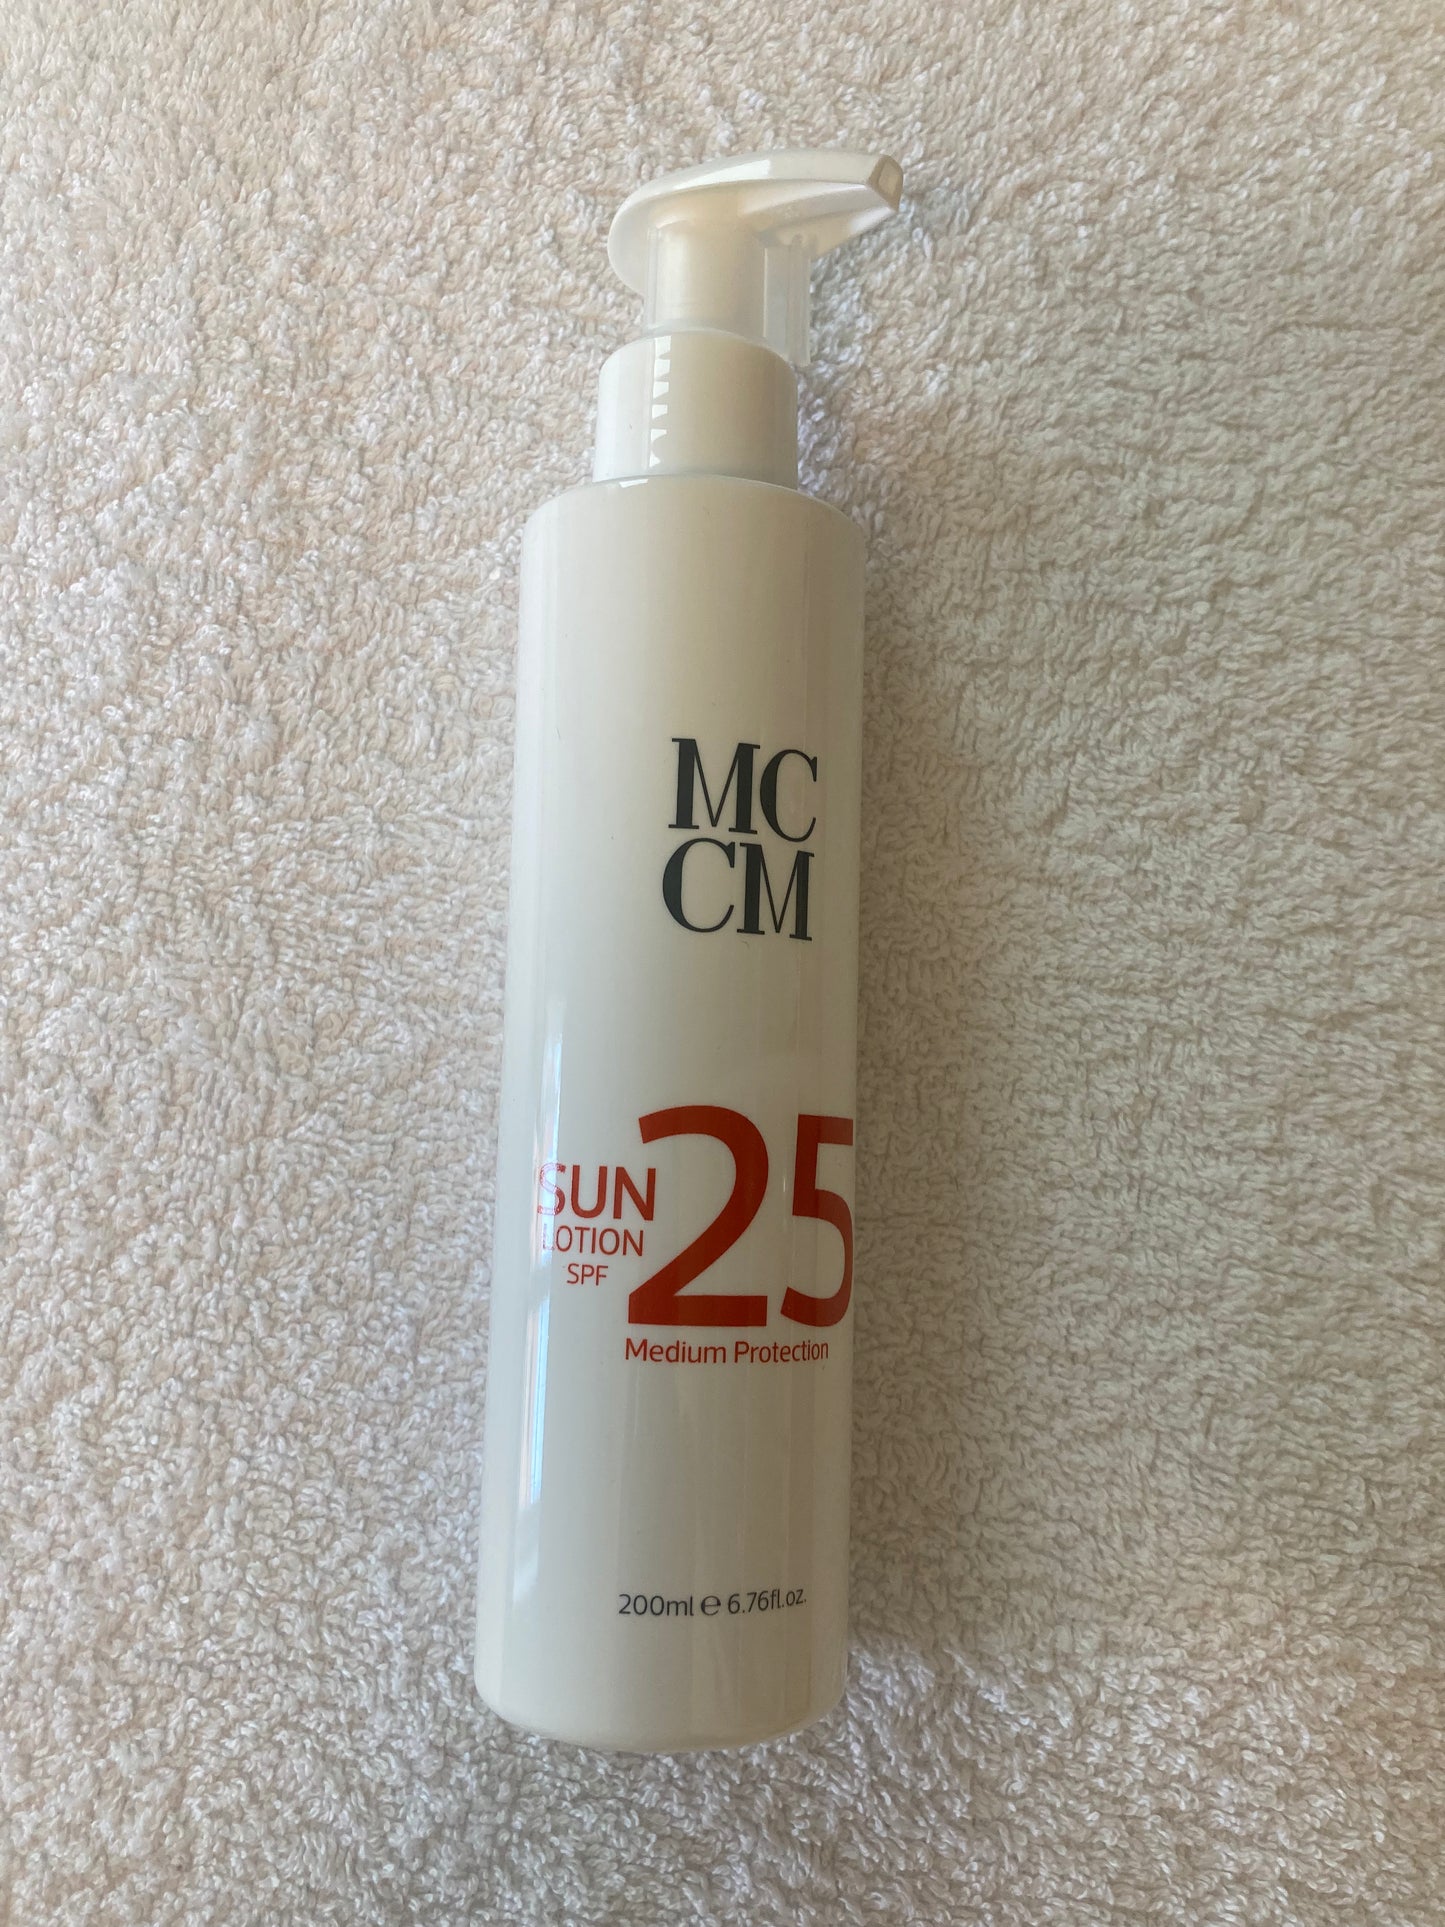 MC
CM
SUN 25
LOTION
SPF
Medium Protection
200ml ℮ 6.76fl.oz.